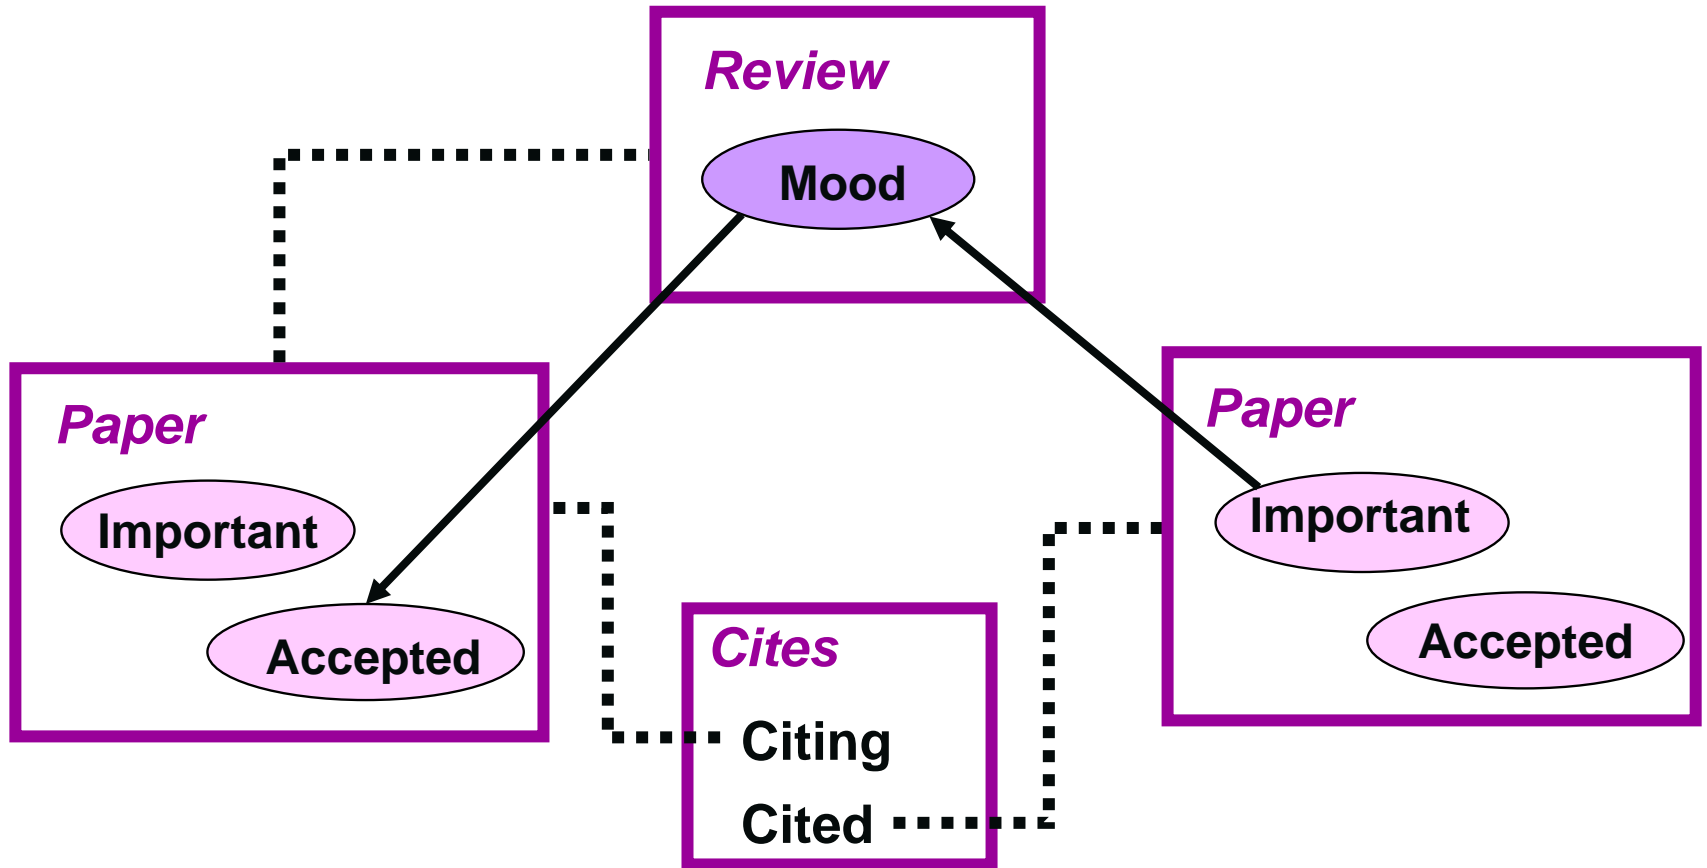 Review
Mood
Paper
Important
Accepted
Paper
Important
Accepted
Cites
Citing
Cited